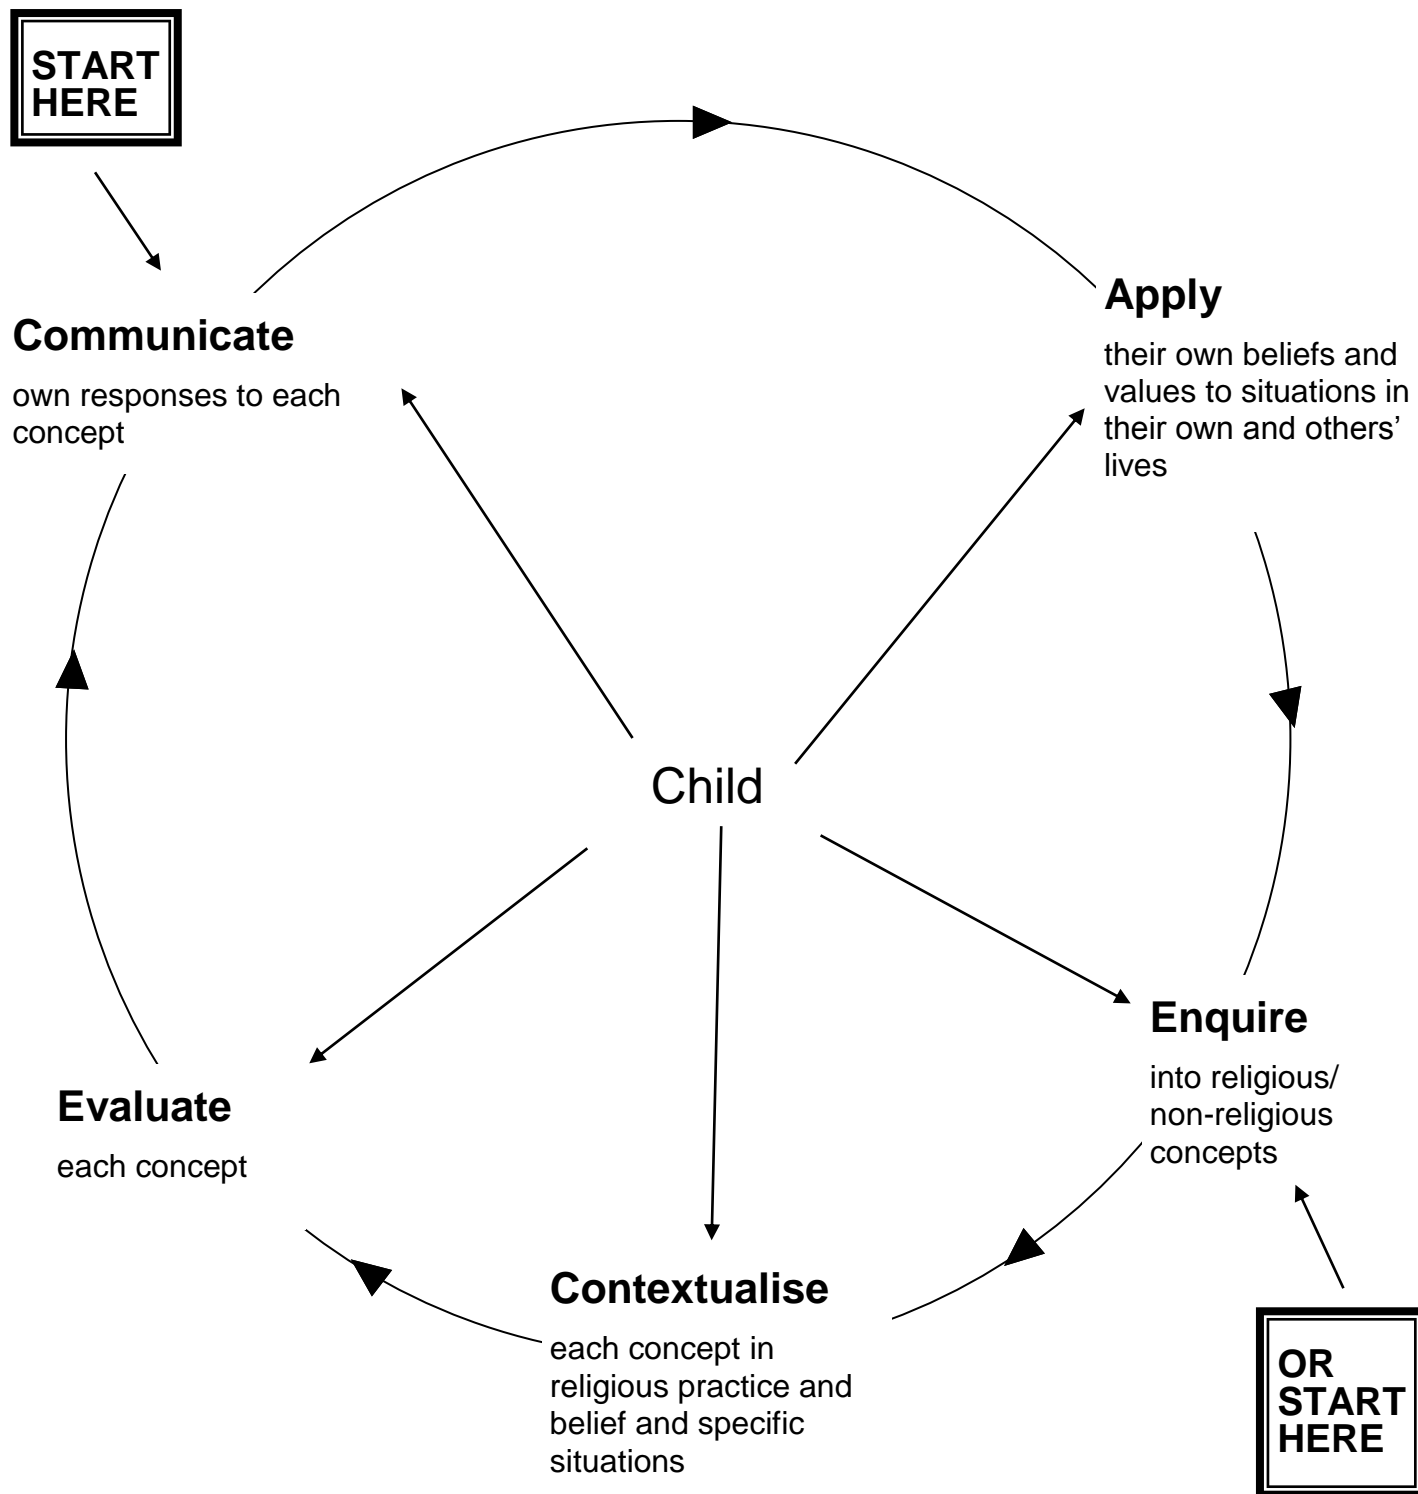 START
HERE
Communicate
own responses to each
concept
Apply
their own beliefs and
values to situations in
their own and others’
lives
Child
Enquire
into religious/
non-religious
concepts
Evaluate
each concept
Contextualise
each concept in
religious practice and
belief and specific
situations
OR
START
HERE